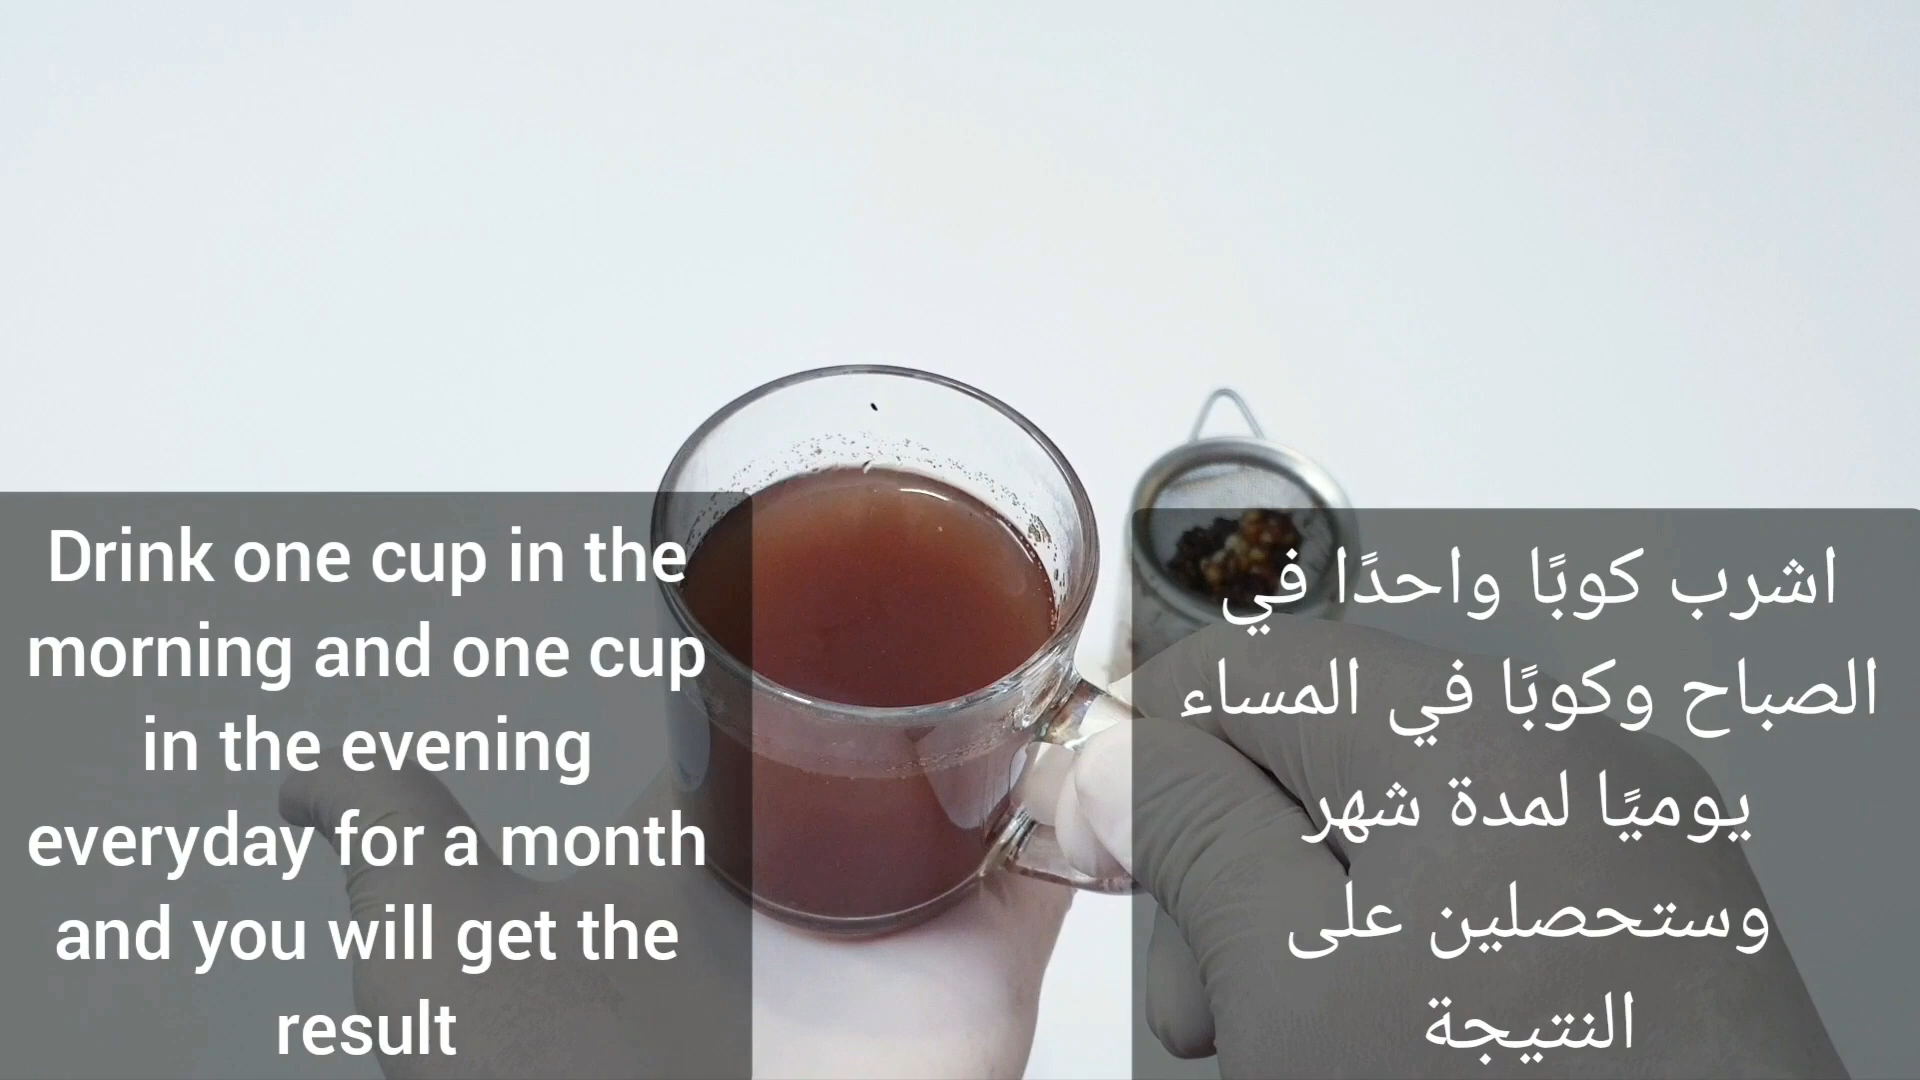 Drink one cup in the
morning and one cup
in the evening
everyday for a month
and you will get the
result
اشرب كوبًا واحدًا في
الصباح وكوبًا في المساء
يوميًا لمدة شهر
وستحصلين على
النتيجة